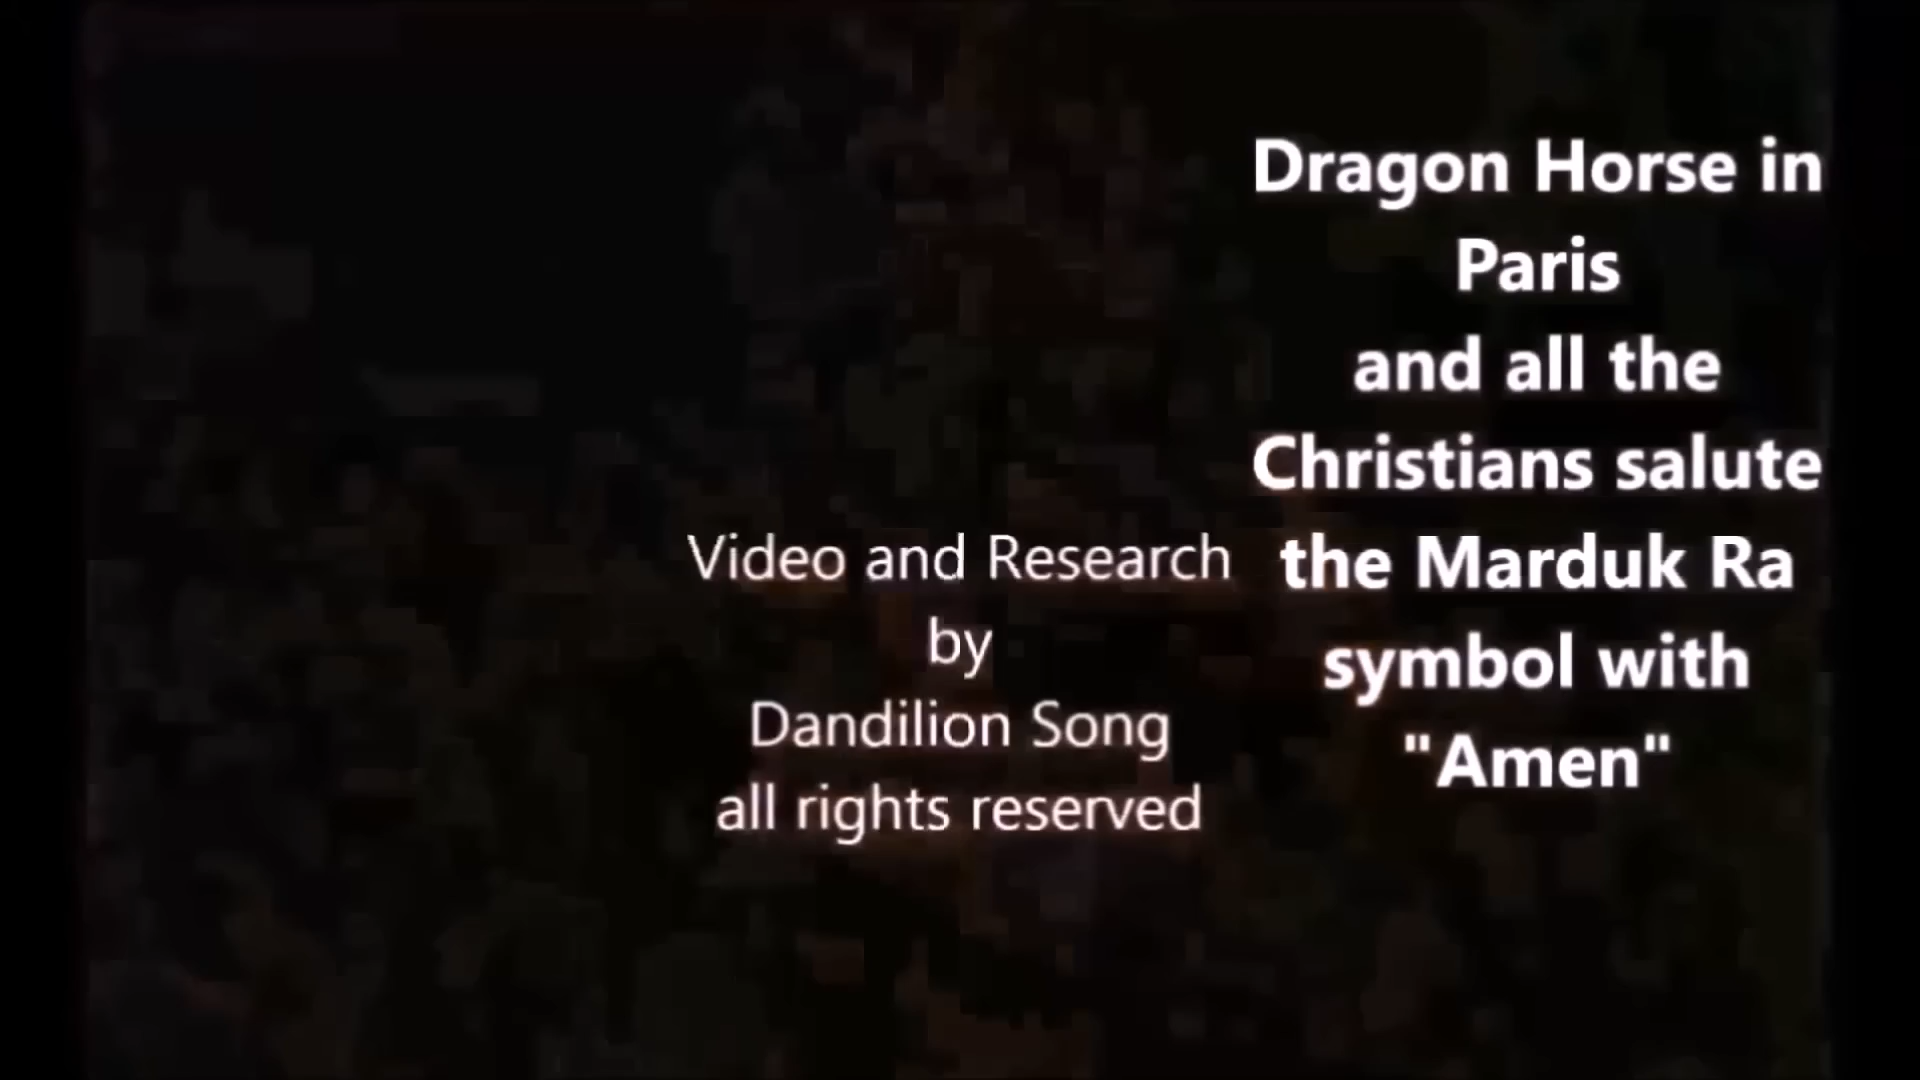 Dragon Horse in
Paris
and all the
Christians salute
the Marduk Ra
symbol with
"Amen"
Video and Research
by
Dandilion Song
all rights reserved